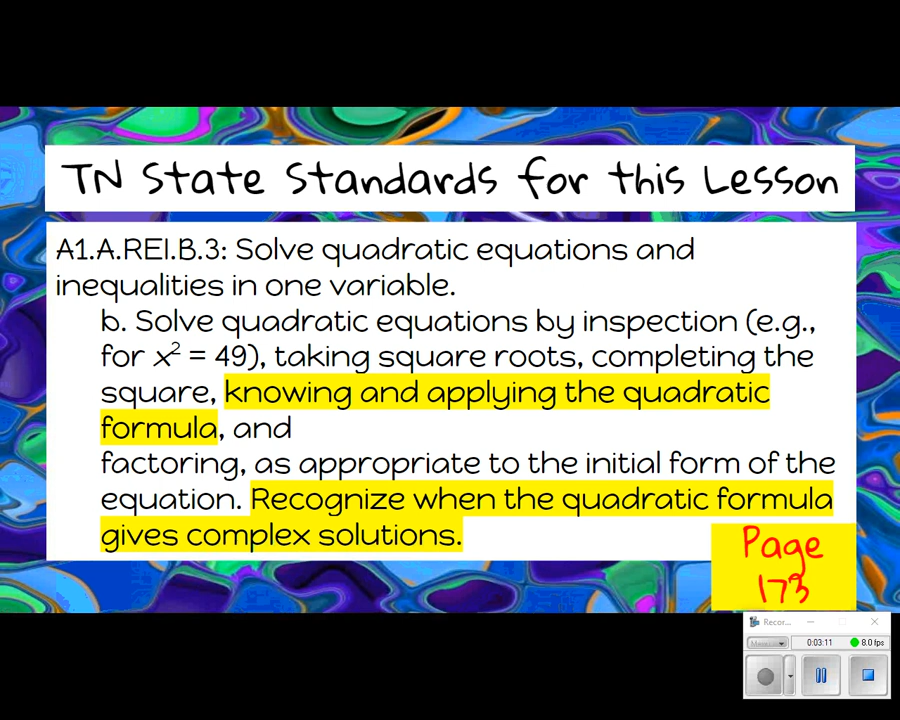 TN State Standards for this Lesson
A1.A.REI.B.3: Solve quadratic equations and
inequalities in one variable.
b. Solve quadratic equations by inspection (e.g.,
for x² = 49), taking square roots, completing the
square, knowing and applying the quadratic
formula, and
factoring, as appropriate to the initial form of the
equation. Recognize when the quadratic formula
gives complex solutions.
Page
173
Recor...
0:03:11
8.0 fps